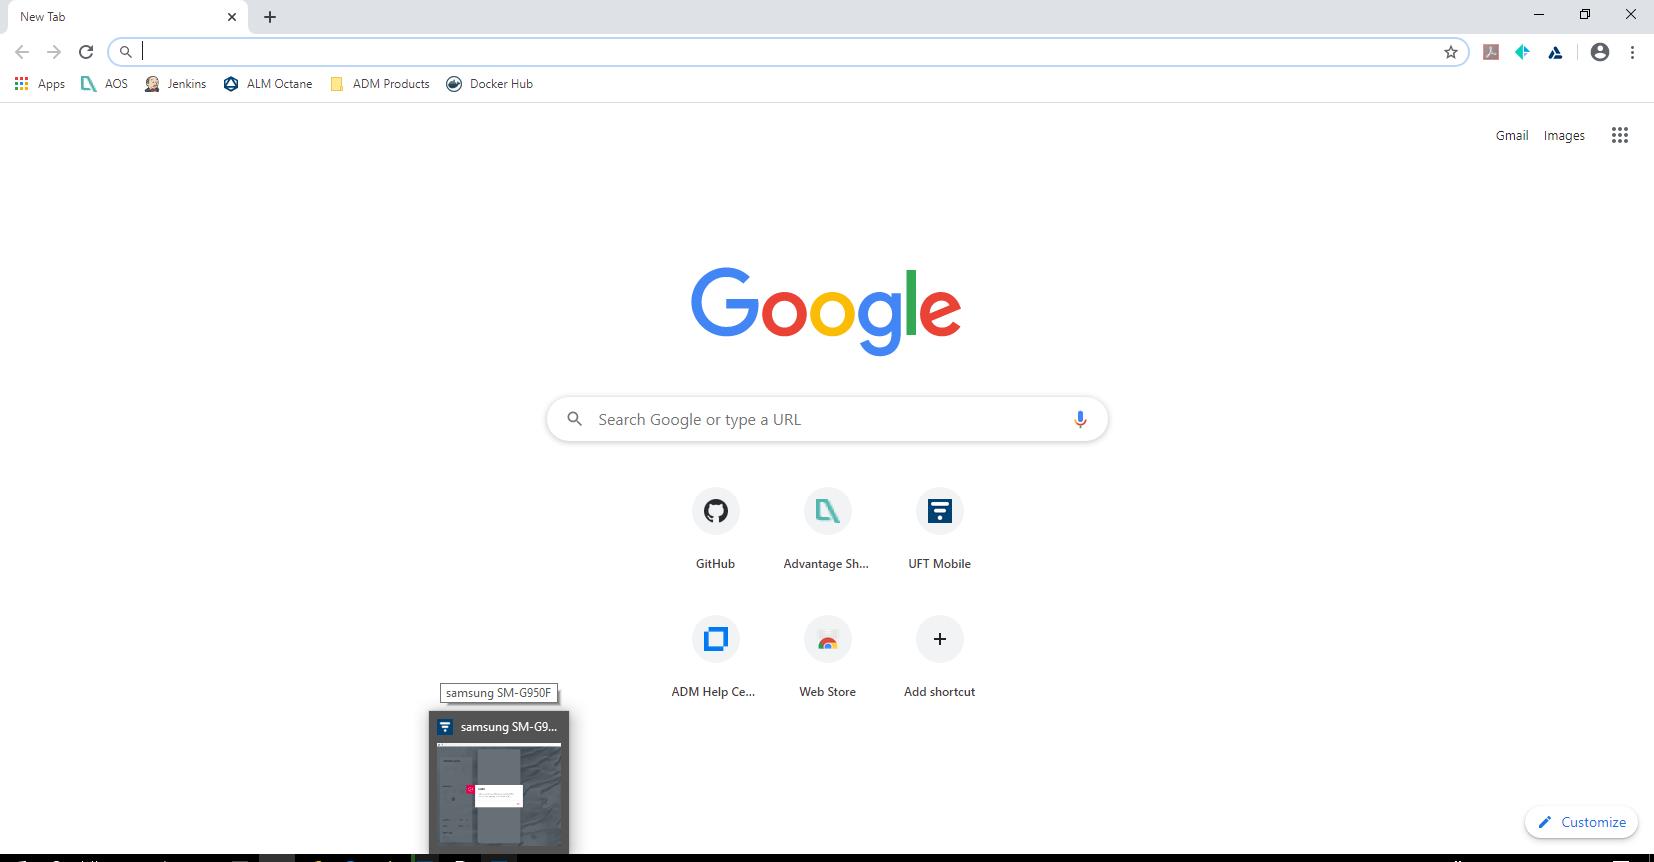 New Tab
Apps AOS Jenkins ALM Octane ADM Products Docker Hub
Gmail Images
Google
Search Google or type a URL
GitHub Advantage Sh... UFT Mobile
ADM Help Ce... Web Store Add shortcut
samsung SM-G950F
samsung SM-G9...
Customize